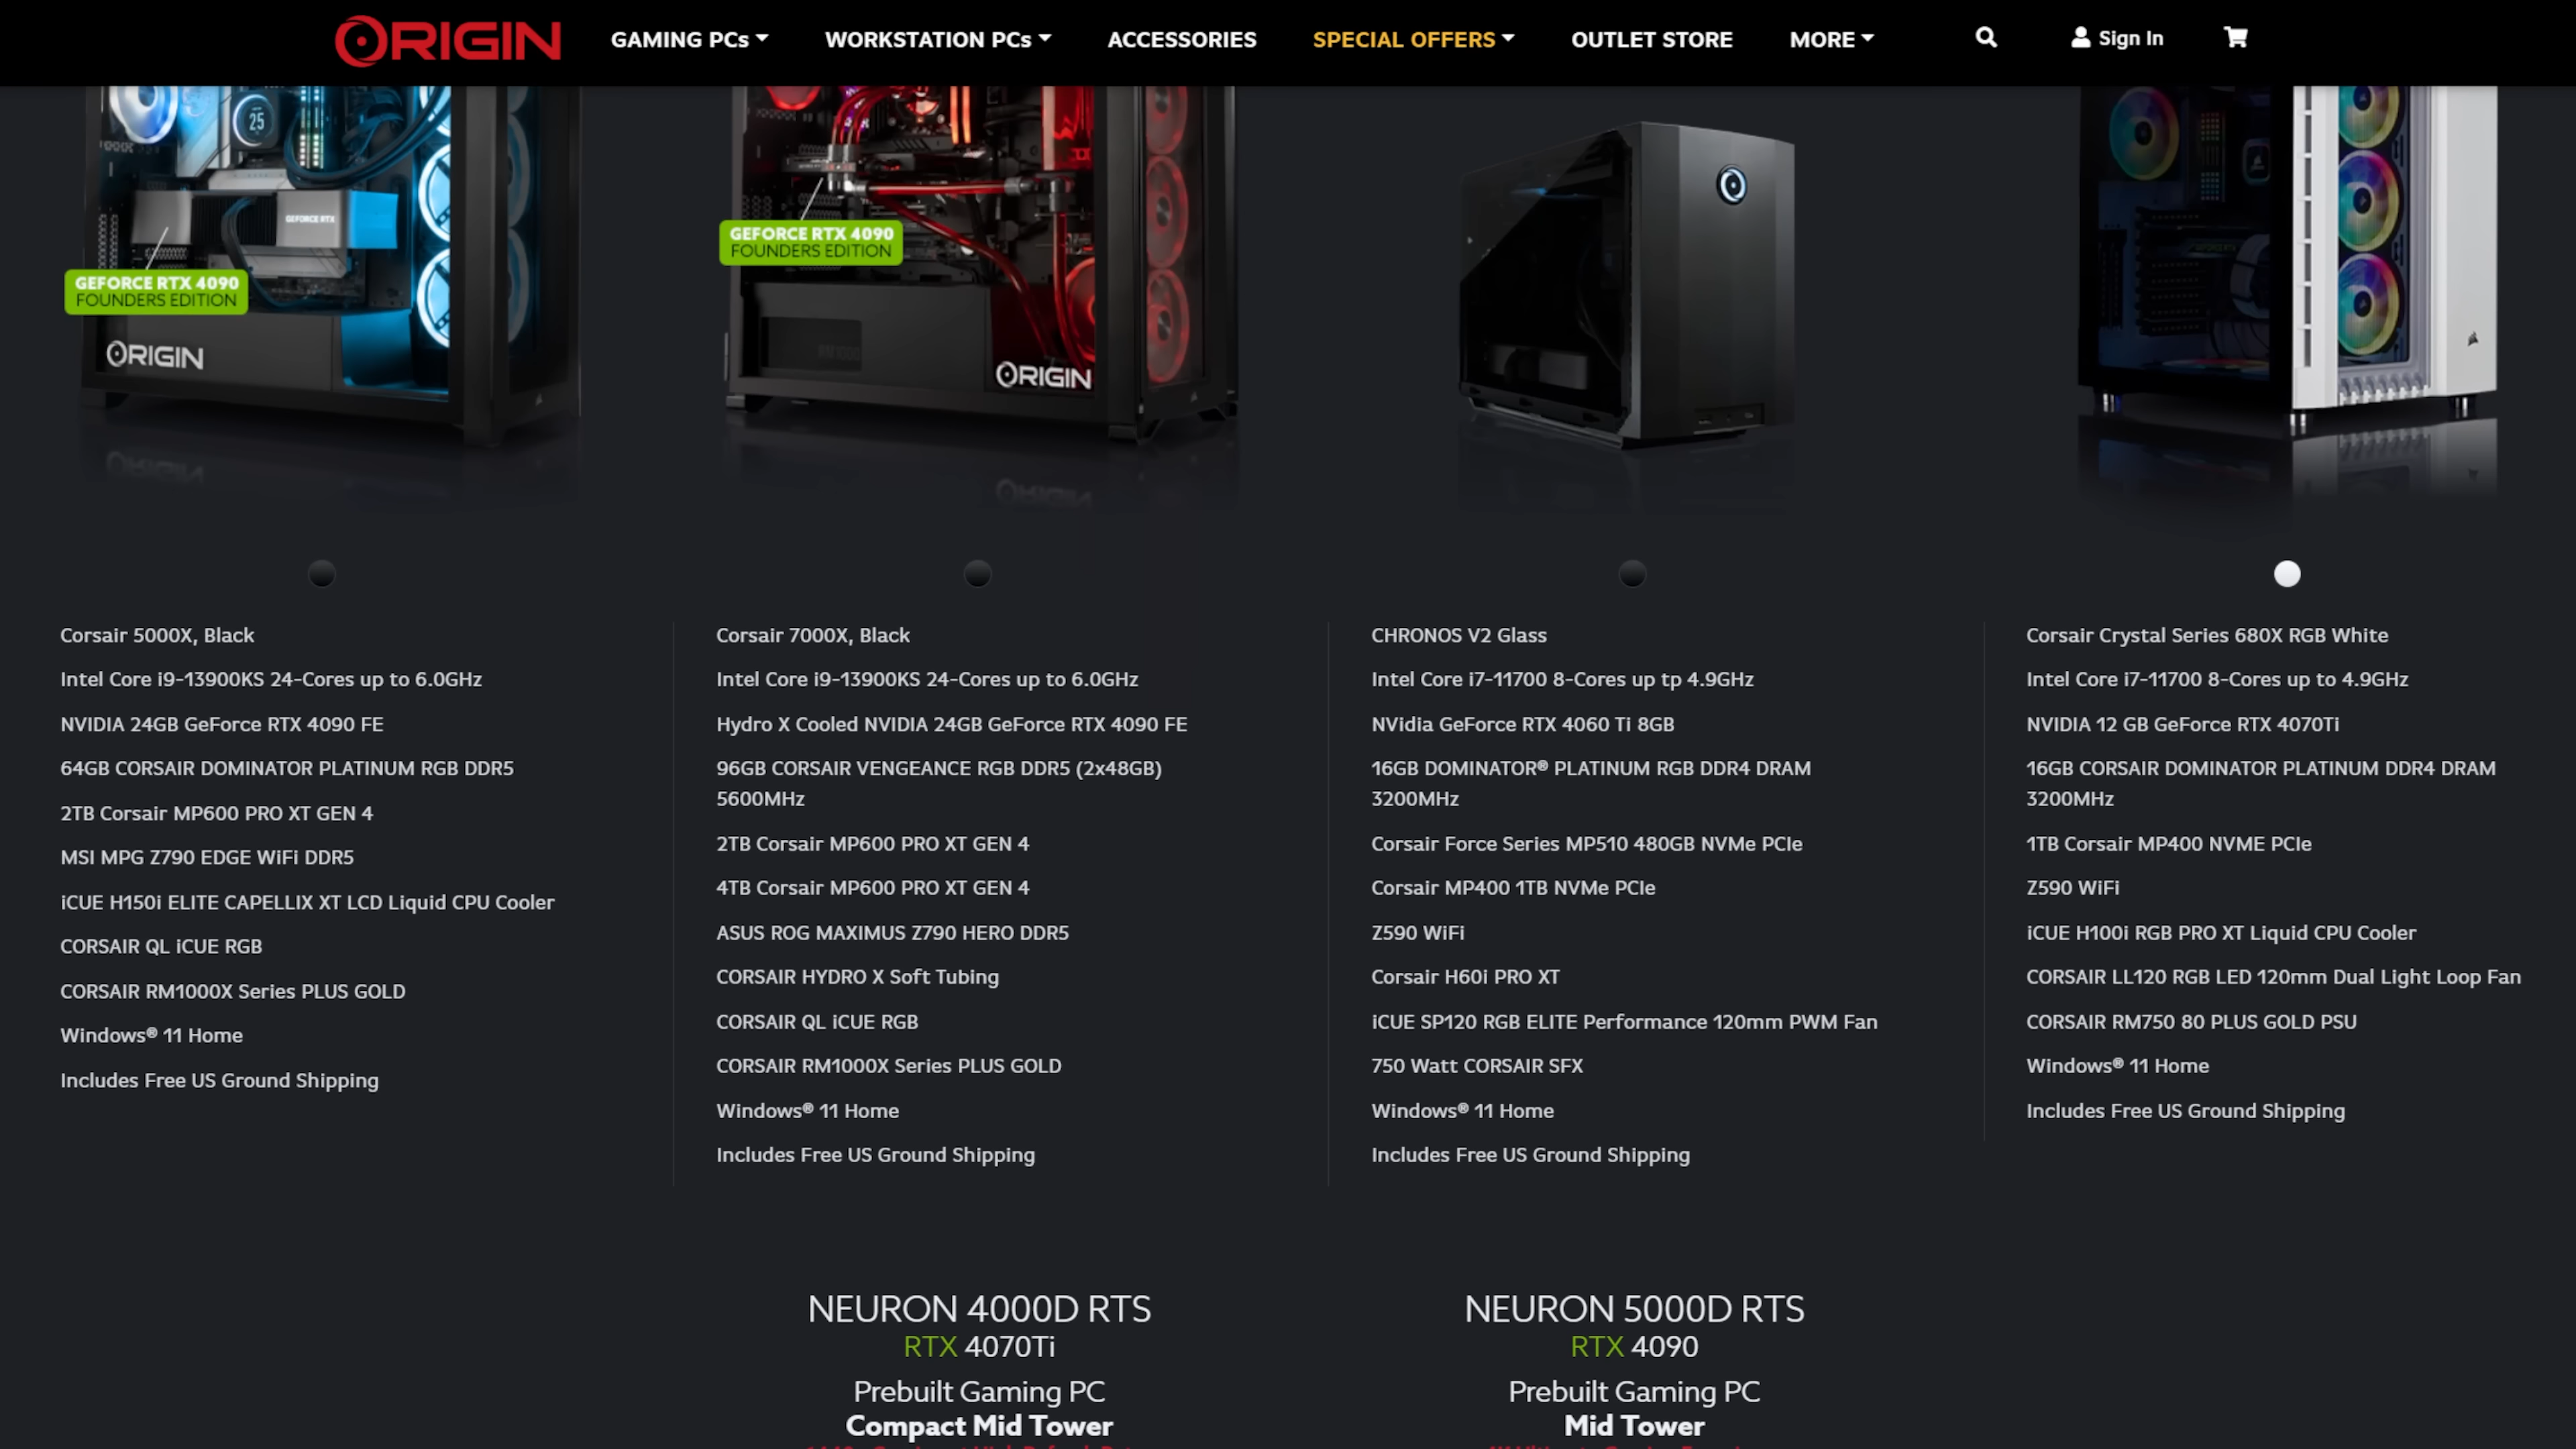 ORIGIN
GAMING PCs
WORKSTATION PCs
ACCESSORIES
SPECIAL OFFERS
OUTLET STORE
MORE
Sign In
25
GEFORCE RTX
GEFORCE RTX 4090
FOUNDERS EDITION
ORIGIN
GEFORCE RTX 4090
FOUNDERS EDITION
ORIGIN
Corsair 5000X, Black
Intel Core i9-13900KS 24-Cores up to 6.0GHz
NVIDIA 24GB GeForce RTX 4090 FE
64GB CORSAIR DOMINATOR PLATINUM RGB DDR5
2TB Corsair MP600 PRO XT GEN 4
MSI MPG Z790 EDGE WiFi DDR5
iCUE H150i ELITE CAPELLIX XT LCD Liquid CPU Cooler
CORSAIR QL iCUE RGB
CORSAIR RM1000X Series PLUS GOLD
Windows® 11 Home
Includes Free US Ground Shipping
Corsair 7000X, Black
Intel Core i9-13900KS 24-Cores up to 6.0GHz
Hydro X Cooled NVIDIA 24GB GeForce RTX 4090 FE
96GB CORSAIR VENGEANCE RGB DDR5 (2x48GB)
5600MHz
2TB Corsair MP600 PRO XT GEN 4
4TB Corsair MP600 PRO XT GEN 4
ASUS ROG MAXIMUS Z790 HERO DDR5
CORSAIR HYDRO X Soft Tubing
CORSAIR QL iCUE RGB
CORSAIR RM1000X Series PLUS GOLD
Windows® 11 Home
Includes Free US Ground Shipping
CHRONOS V2 Glass
Intel Core i7-11700 8-Cores up tp 4.9GHz
NVidia GeForce RTX 4060 Ti 8GB
16GB DOMINATOR® PLATINUM RGB DDR4 DRAM
3200MHz
Corsair Force Series MP510 480GB NVMe PCIe
Corsair MP400 1TB NVMe PCIe
Z590 WiFi
Corsair H60i PRO XT
iCUE SP120 RGB ELITE Performance 120mm PWM Fan
750 Watt CORSAIR SFX
Windows® 11 Home
Includes Free US Ground Shipping
Corsair Crystal Series 680X RGB White
Intel Core i7-11700 8-Cores up to 4.9GHz
NVIDIA 12 GB GeForce RTX 4070Ti
16GB CORSAIR DOMINATOR PLATINUM DDR4 DRAM
3200MHz
1TB Corsair MP400 NVME PCIe
Z590 WiFi
iCUE H100i RGB PRO XT Liquid CPU Cooler
CORSAIR LL120 RGB LED 120mm Dual Light Loop Fan
CORSAIR RM750 80 PLUS GOLD PSU
Windows® 11 Home
Includes Free US Ground Shipping
NEURON 4000D RTS
RTX 4070Ti
Prebuilt Gaming PC
Compact Mid Tower
NEURON 5000D RTS
RTX 4090
Prebuilt Gaming PC
Mid Tower